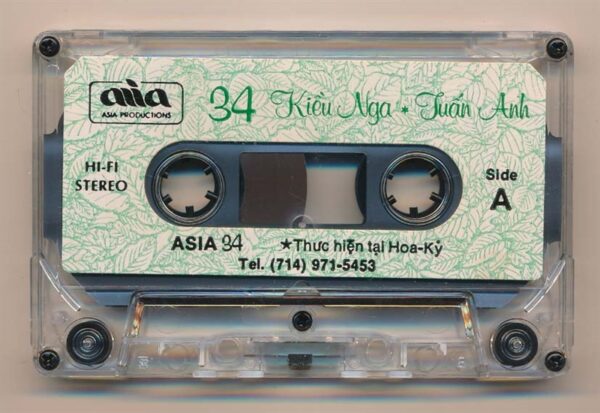 asia
ASIA PRODUCTIONS
34 Kiều Nga ★ Tuấn Anh
HI-FI
STEREO
Side
A
ASIA 34 ★Thưc hiện tại Hoa-Kỳ
Tel. (714) 971-5453